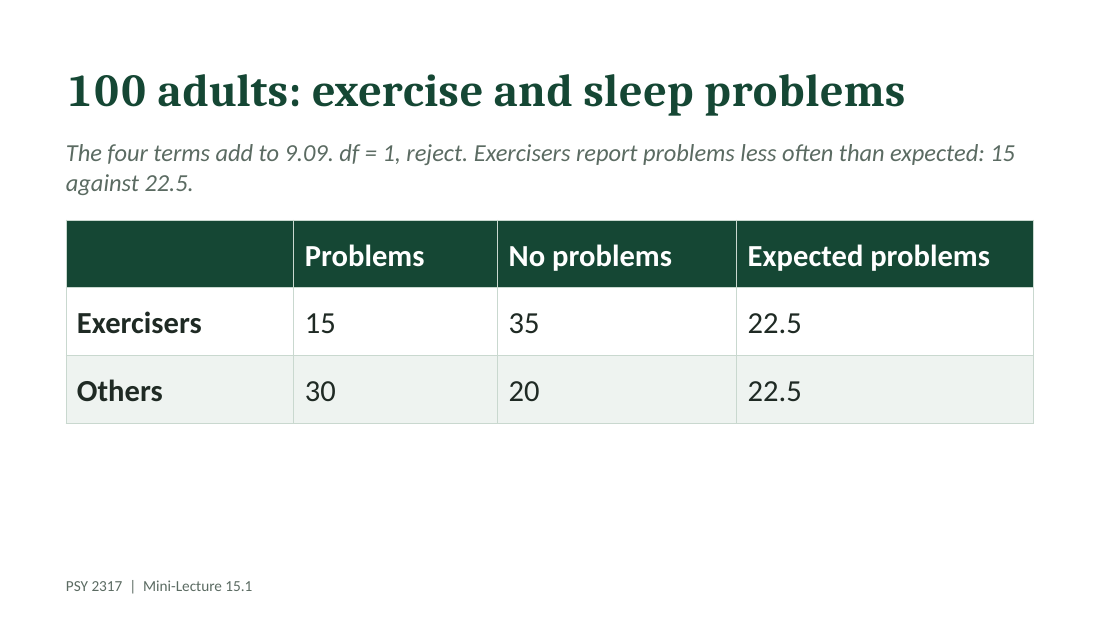 100 adults: exercise and sleep problems
The four terms add to 9.09. df = 1, reject. Exercisers report problems less often than expected: 15
against 22.5.
Problems No problems Expected problems
Exercisers 15 35 22.5
Others 30 20 22.5
PSY 2317 | Mini-Lecture 15.1